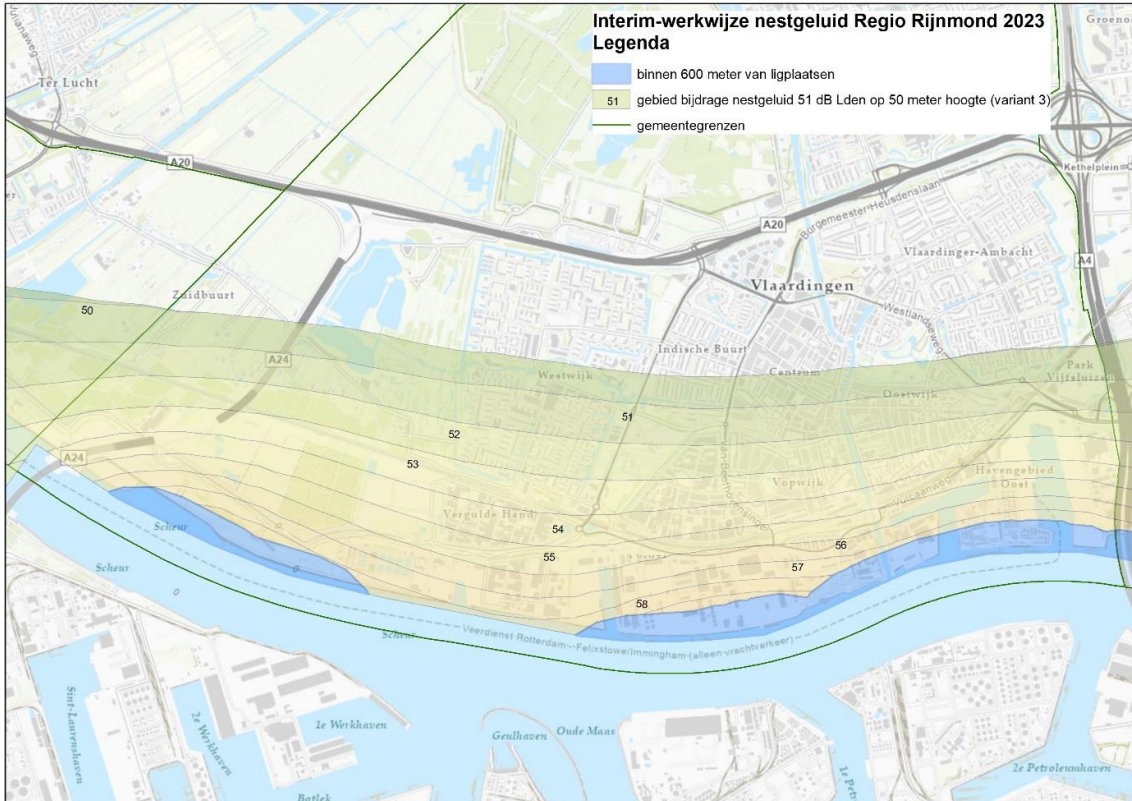 Interim-werkwijze nestgeluid Regio Rijnmond 2023
Legenda
binnen 600 meter van ligplaatsen
51 gebied bijdrage nestgeluid 51 dB Lden op 50 meter hoogte (variant 3)
gemeentegrenzen
Ter Lucht
A20
Kethelplein
Burgemeester Heusdenslaan
A20
Vlaardinger-Ambacht
A4
Vlaardingen
Zuidbuurt
50
Westlandseweg
Indische Buurt
A24
Westwijk
Centrum
Park
Vijfsluizen
Oostwijk
51
52
53
A24
Vopwijk
Havengebied
Oost
Vulcaanweg
Vergulde Hand
54
Scheur
55
56
57
Scheur
58
Scheur
Veerdienst Rotterdam - Felixstowe/Immingham (alleen vrachtverkeer)
Sint-Laurenshaven
2e Werkhaven
1e Werkhaven
Geulhaven
Oude Maas
2e Petroleumhaven
Botlek